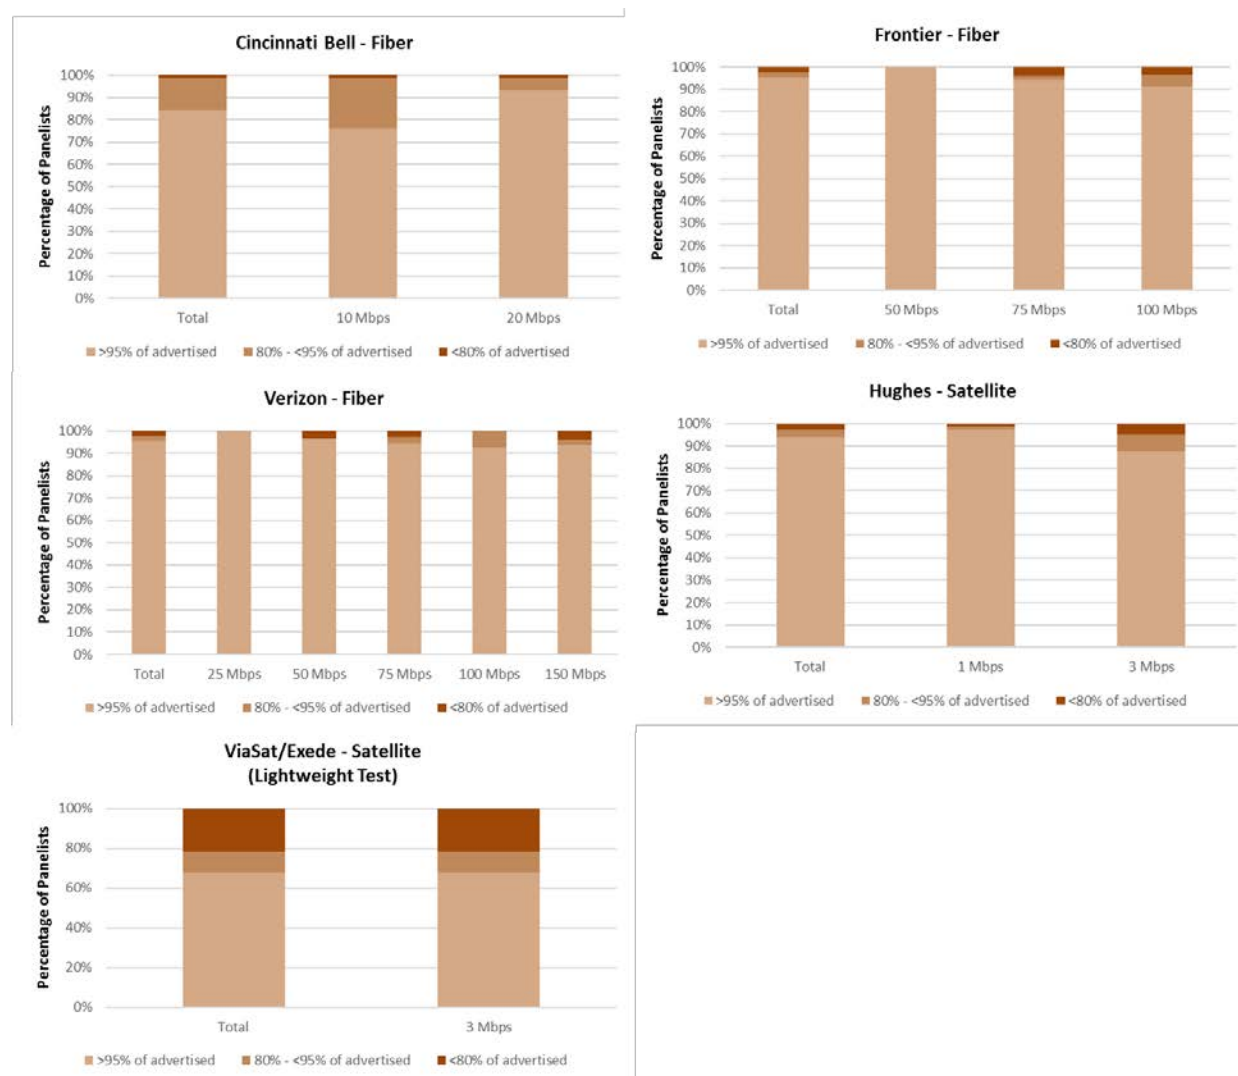 Cincinnati Bell - Fiber
Percentage of Panelists
100%
90%
80%
70%
60%
50%
40%
30%
20%
10%
0%
Total 10 Mbps 20 Mbps
>95% of advertised 80% - <95% of advertised <80% of advertised
Frontier - Fiber
Percentage of Panelists
100%
90%
80%
70%
60%
50%
40%
30%
20%
10%
0%
Total 50 Mbps 75 Mbps 100 Mbps
>95% of advertised 80% - <95% of advertised <80% of advertised
Verizon - Fiber
Percentage of Panelists
100%
90%
80%
70%
60%
50%
40%
30%
20%
10%
0%
Total 25 Mbps 50 Mbps 75 Mbps 100 Mbps 150 Mbps
>95% of advertised 80% - <95% of advertised <80% of advertised
Hughes - Satellite
Percentage of Panelists
100%
90%
80%
70%
60%
50%
40%
30%
20%
10%
0%
Total 1 Mbps 3 Mbps
>95% of advertised 80% - <95% of advertised <80% of advertised
ViaSat/Exede - Satellite
(Lightweight Test)
Percentage of Panelists
100%
80%
60%
40%
20%
0%
Total 3 Mbps
>95% of advertised 80% - <95% of advertised <80% of advertised